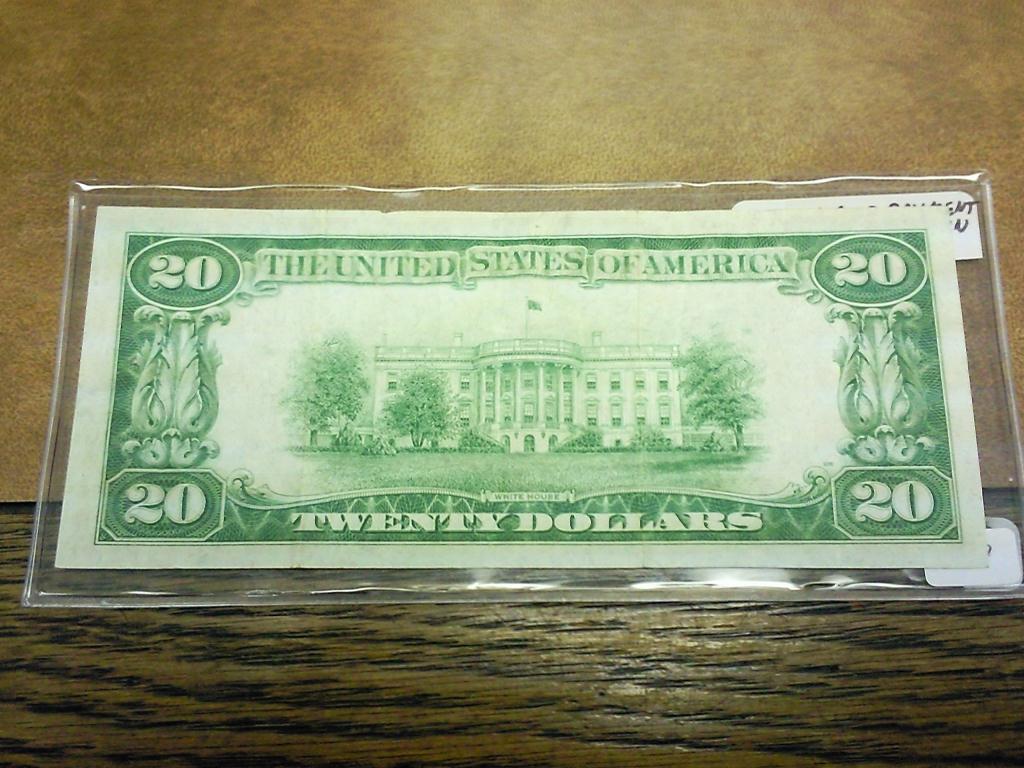 20 THE UNITED STATES OF AMERICA 20
WHITE HOUSE
20 TWENTY DOLLARS 20